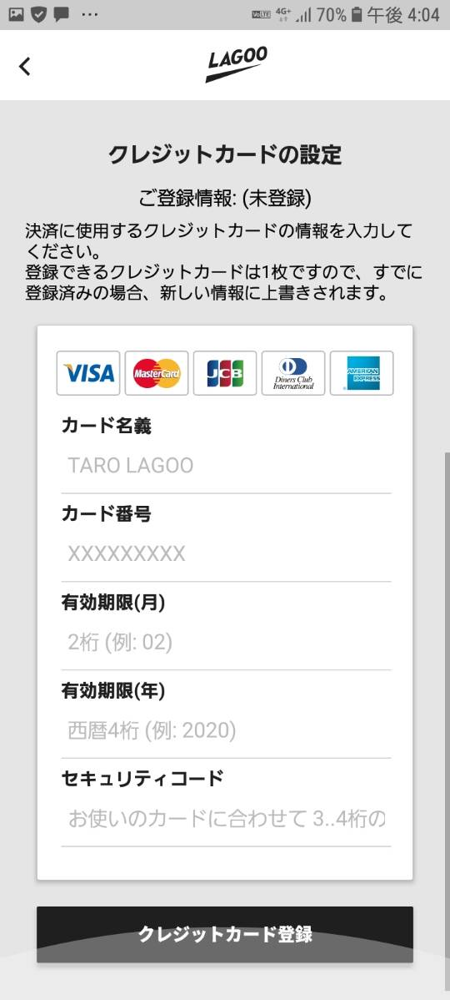 VoLTE 4G+ 70% 午後 4:04
LAGOO
クレジットカードの設定
ご登録情報: (未登録)
決済に使用するクレジットカードの情報を入力して
ください。
登録できるクレジットカードは1枚ですので、すでに
登録済みの場合、新しい情報に上書きされます。
VISA MasterCard JCB Diners Club International AMERICAN EXPRESS
カード名義
TARO LAGOO
カード番号
XXXXXXXXX
有効期限(月)
2桁 (例: 02)
有効期限(年)
西暦4桁 (例: 2020)
セキュリティコード
お使いのカードに合わせて 3..4桁の
クレジットカード登録